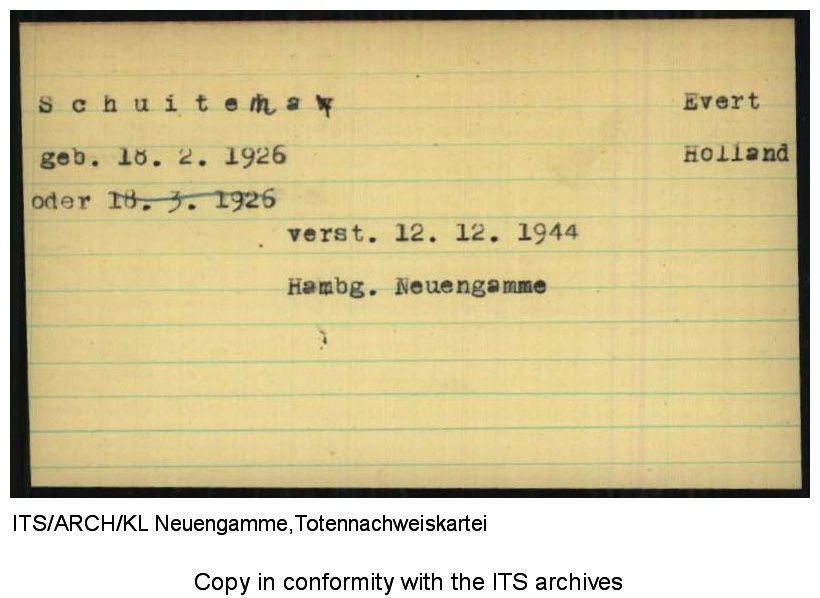 Schuitema Evert
geb. 18. 2. 1926 Holland
oder 18. 3. 1926
verst. 12. 12. 1944
Hambg. Neuengamme
ITS/ARCH/KL Neuengamme,Totennachweiskartei
Copy in conformity with the ITS archives